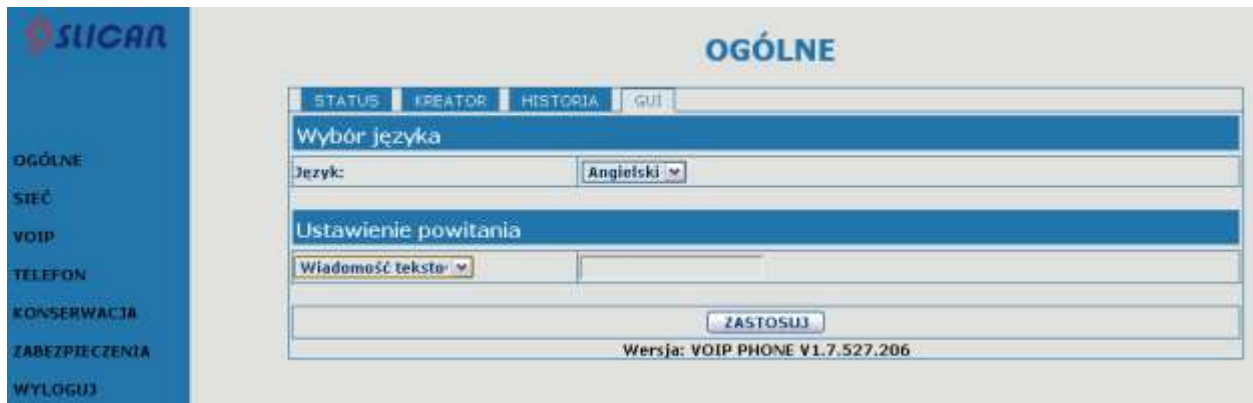 SLICAN
OGÓLNE
STATUS KREATOR HISTORIA GUI
Wybór języka
Język: Angielski
Ustawienie powitania
Wiadomość teksto
ZASTOSUJ
Wersja: VOIP PHONE V1.7.527.206
OGÓLNE
SIEĆ
VOIP
TELEFON
KONSERWACJA
ZABEZPIECZENIA
WYLOGUJ